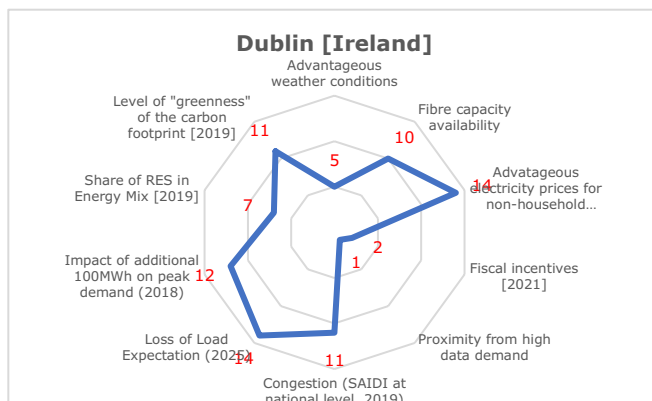 Dublin [Ireland]
Advantageous
weather conditions
Level of "greenness"
of the carbon
footprint [2019]
11
5
10
Fibre capacity
availability
14
Advatageous
electricity prices for
non-household...
Share of RES in
Energy Mix [2019]
7
2
1
Fiscal incentives
[2021]
Impact of additional
100MWh on peak
demand (2018)
12
Loss of Load
Expectation (2025)
14
11
Proximity from high
data demand
Congestion (SAIDI at
national level, 2019)